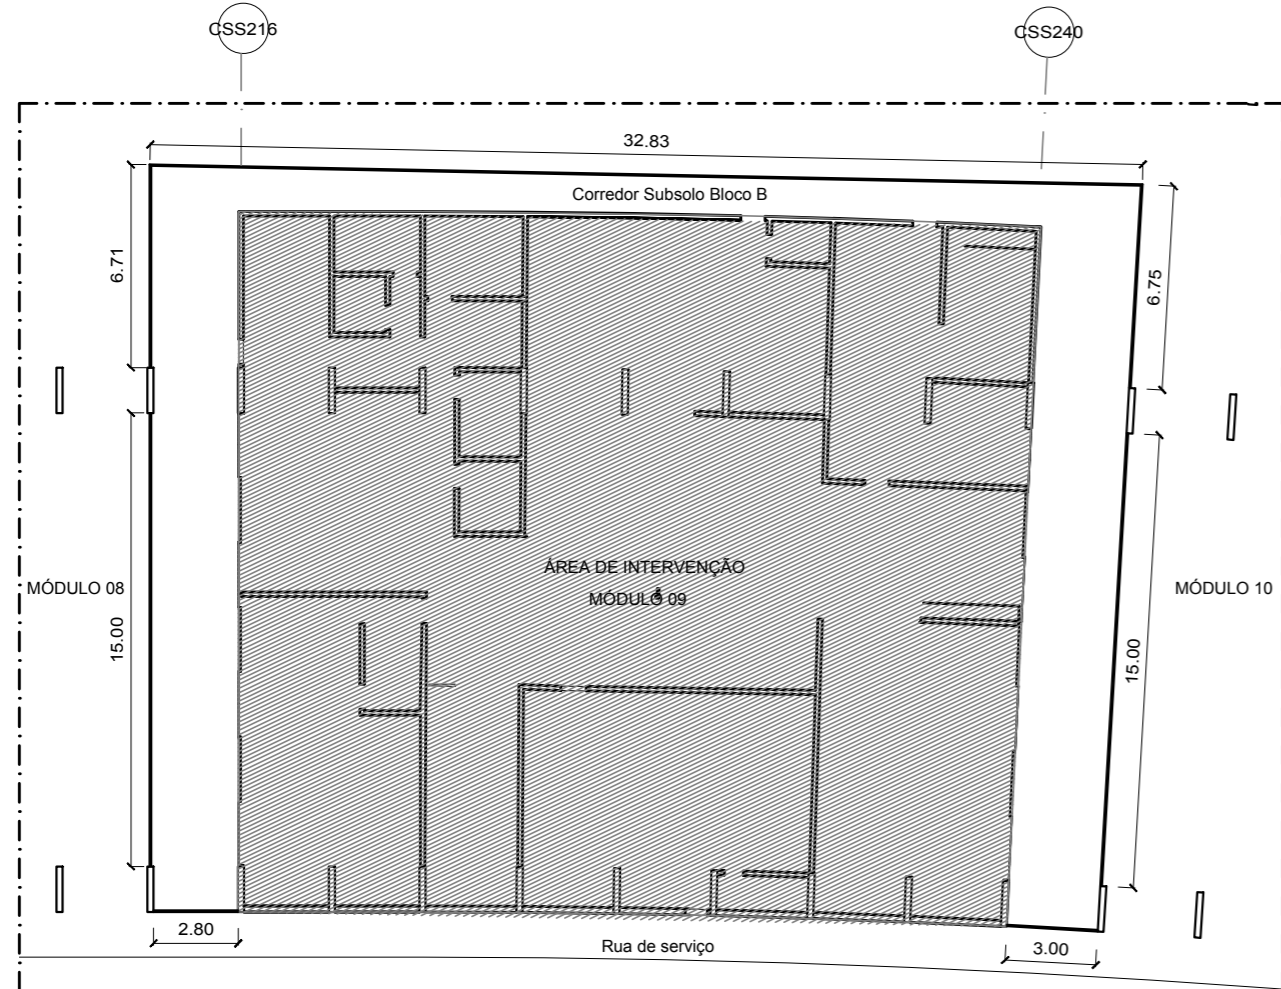 CSS216
CSS240
32.83
Corredor Subsolo Bloco B
6.71
6.75
ÁREA DE INTERVENÇÃO
MÓDULO 08
MÓDULO 09
MÓDULO 10
15.00
15.00
2.80
Rua de serviço
3.00